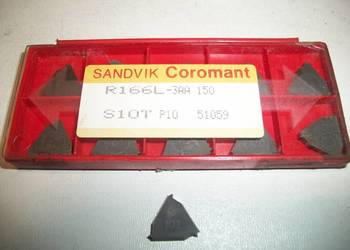 SANDVIK Coromant
R166L-3AA 150
S10T P10 51059